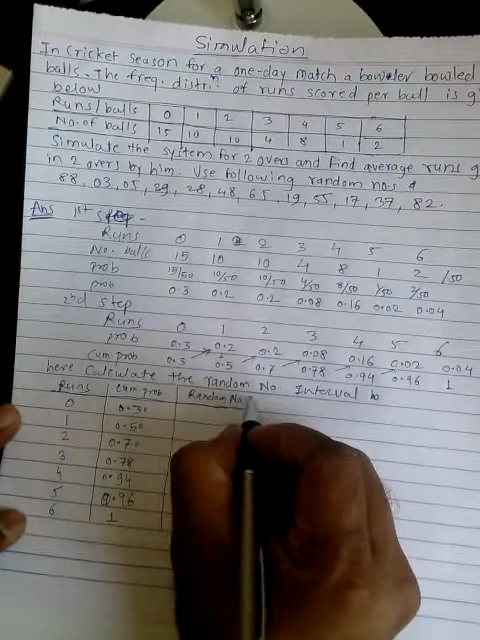 Simulation
In Cricket season for a one-day match a bowler bowled
balls. The freq. distrn of runs scored per ball is
below
Runs/balls 0 1 2 3 4 5 6
No. of balls 15 10 10 4 8 1 2
Simulate the system for 2 overs and find average runs
in 2 overs by him. Use following random nos
88, 03, 05, 29, 28, 48, 65, 19, 55, 17, 37, 82.
Ans 1st step -
Runs 0 1 2 3 4 5 6
No. balls 15 10 10 4 8 1 2 /50
prob 15/50 10/50 10/50 4/50 8/50 1/50 2/50
prob 0.3 0.2 0.2 0.08 0.16 0.02 0.04
2nd step
Runs 0 1 2 3 4 5 6
prob 0.3 0.2 0.2 0.08 0.16 0.02 0.04
Cum.prob 0.3 0.5 0.7 0.78 0.94 0.96 1
here Calculate the random No. Interval
Runs Cum.prob Random No.
0 0.30
1 0.50
2 0.70
3 0.78
4 0.94
5 0.96
6 1